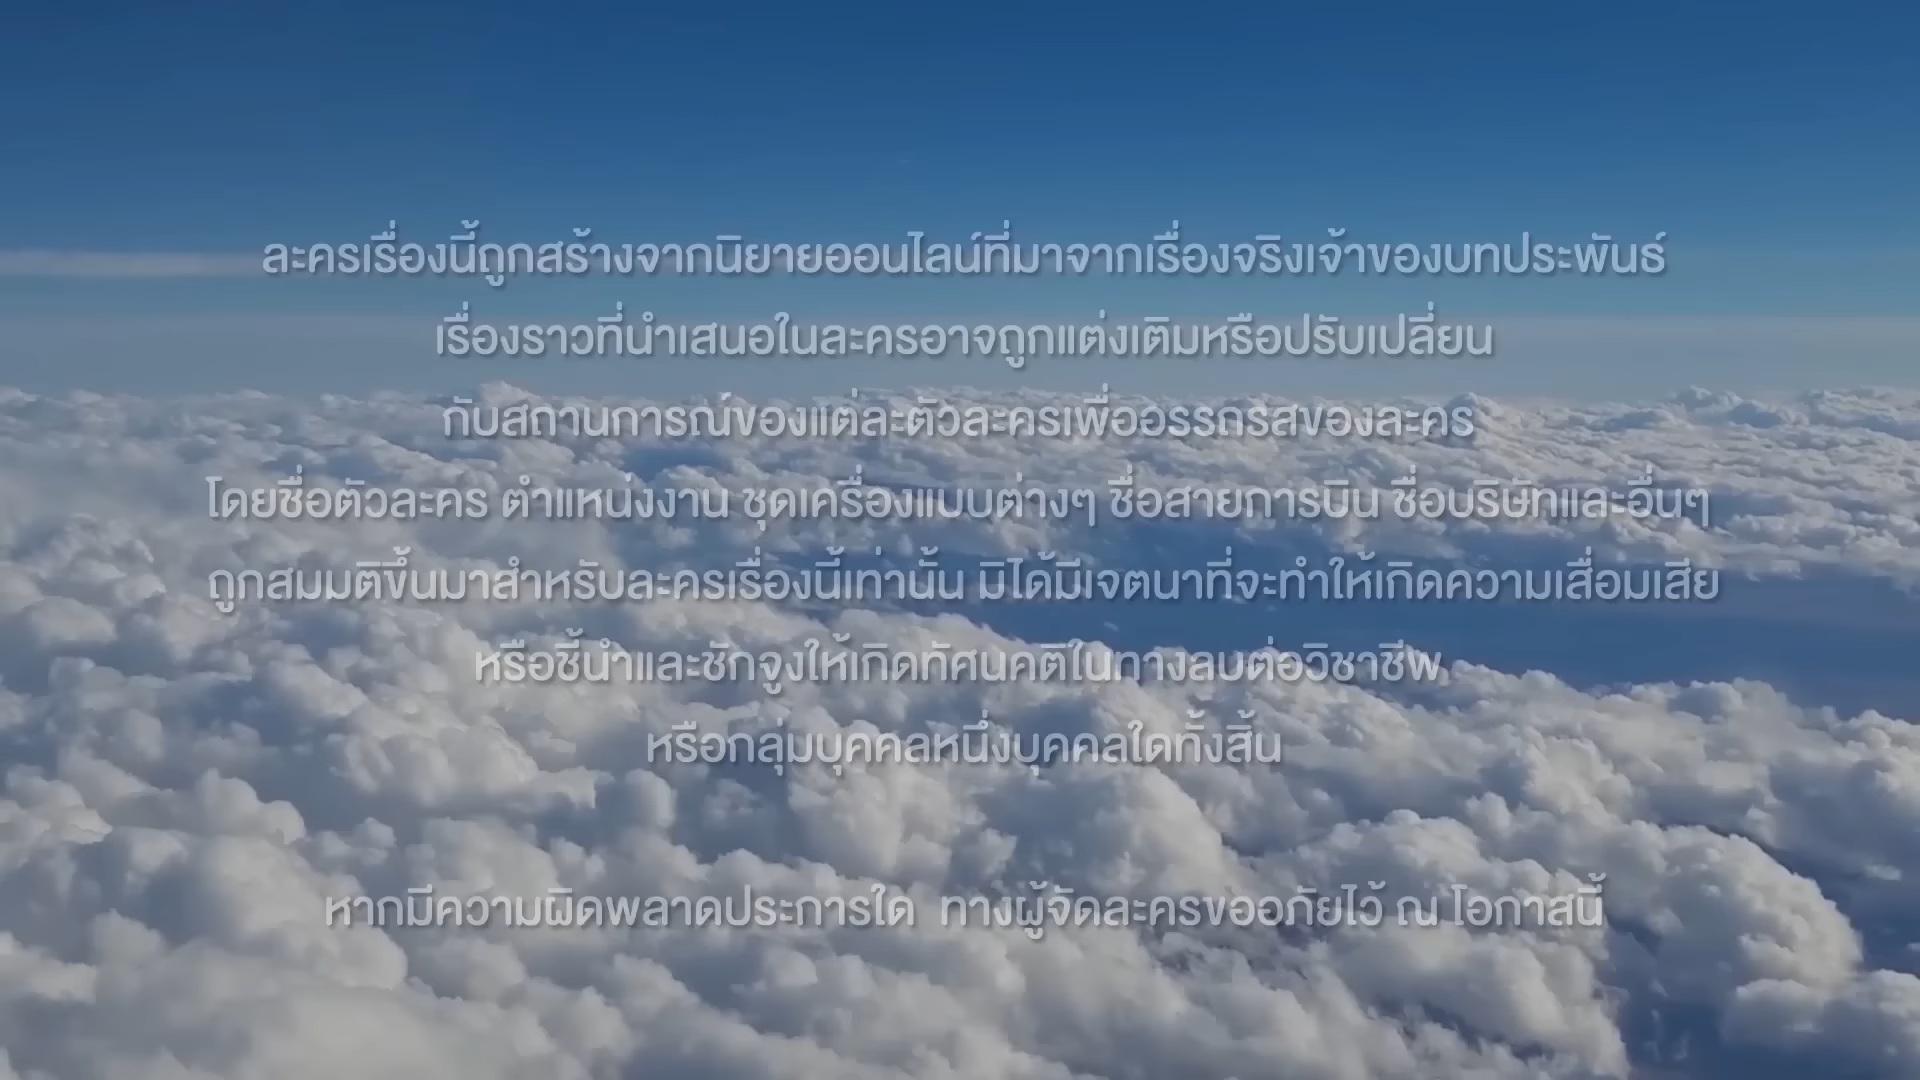 ละครเรื่องนี้ถูกสร้างจากนิยายออนไลน์ที่มาจากเรื่องจริงเจ้าของบทประพันธ์
เรื่องราวที่นำเสนอในละครอาจถูกแต่งเติมหรือปรับเปลี่ยน
กับสถานการณ์ของแต่ละตัวละครเพื่ออรรถรสของละคร
โดยชื่อตัวละคร ตำแหน่งงาน ชุดเครื่องแบบต่างๆ ชื่อสายการบิน ชื่อบริษัทและอื่นๆ
ถูกสมมติขึ้นมาสำหรับละครเรื่องนี้เท่านั้น มิได้มีเจตนาที่จะทำให้เกิดความเสื่อมเสีย
หรือชี้นำและชักจูงให้เกิดทัศนคติในทางลบต่อวิชาชีพ
หรือกลุ่มบุคคลหนึ่งบุคคลใดทั้งสิ้น
หากมีความผิดพลาดประการใด ทางผู้จัดละครขออภัยไว้ ณ โอกาสนี้